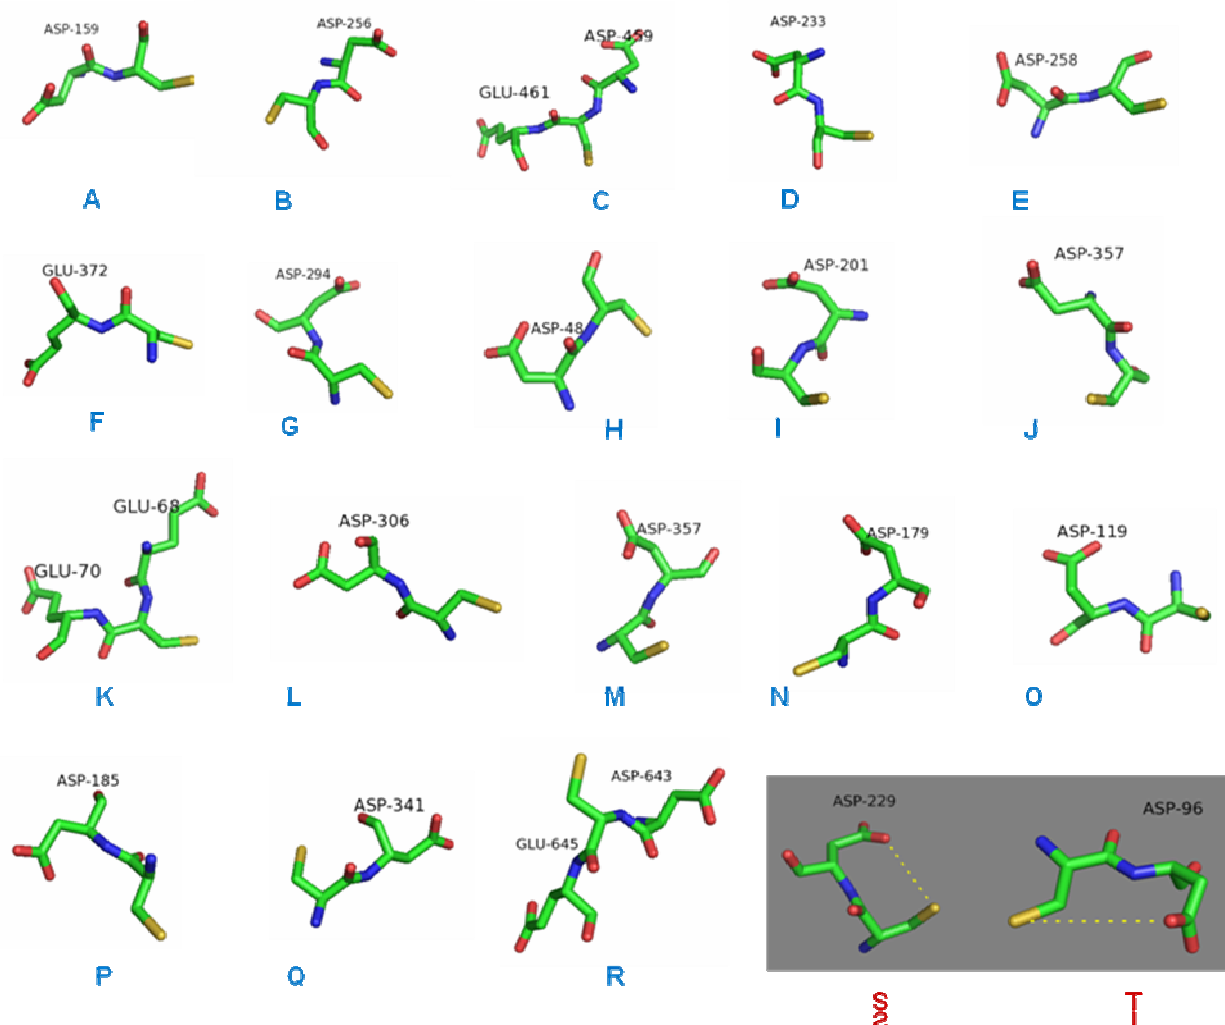 ASP-159
ASP-256
ASP-459
ASP-233
ASP-258
GLU-461
A
B
C
D
E
GLU-372
ASP-294
ASP-48
ASP-201
ASP-357
F
G
H
I
J
GLU-68
GLU-70
ASP-306
ASP-357
ASP-179
ASP-119
K
L
M
N
O
ASP-185
ASP-341
ASP-643
GLU-645
ASP-229
ASP-96
P
Q
R
S
T